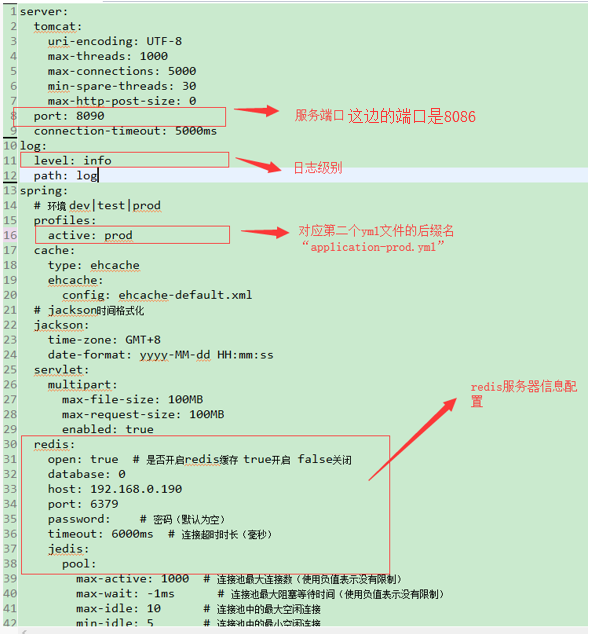 1 server:
2 tomcat:
3 uri-encoding: UTF-8
4 max-threads: 1000
5 max-connections: 5000
6 min-spare-threads: 30
7 max-http-post-size: 0
8 port: 8090
服务端口 这边的端口是8086
9 connection-timeout: 5000ms
10 log:
11 level: info
日志级别
12 path: log
13 spring:
14 # 环境 dev|test|prod
15 profiles:
16 active: prod
对应第二个yml文件的后缀名
“application-prod.yml”
17 cache:
18 type: ehcache
19 ehcache:
20 config: ehcache-default.xml
21 # jackson时间格式化
22 jackson:
23 time-zone: GMT+8
24 date-format: yyyy-MM-dd HH:mm:ss
25 servlet:
26 multipart:
27 max-file-size: 100MB
28 max-request-size: 100MB
29 enabled: true
redis服务器信息配
置
30 redis:
31 open: true # 是否开启redis缓存 true开启 false关闭
32 database: 0
33 host: 192.168.0.190
34 port: 6379
35 password: # 密码（默认为空）
36 timeout: 6000ms # 连接超时时长（毫秒）
37 jedis:
38 pool:
39 max-active: 1000 # 连接池最大连接数（使用负值表示没有限制）
40 max-wait: -1ms # 连接池最大阻塞等待时间（使用负值表示没有限制）
41 max-idle: 10 # 连接池中的最大空闲连接
42 min-idle: 5 # 连接池中的最小空闲连接